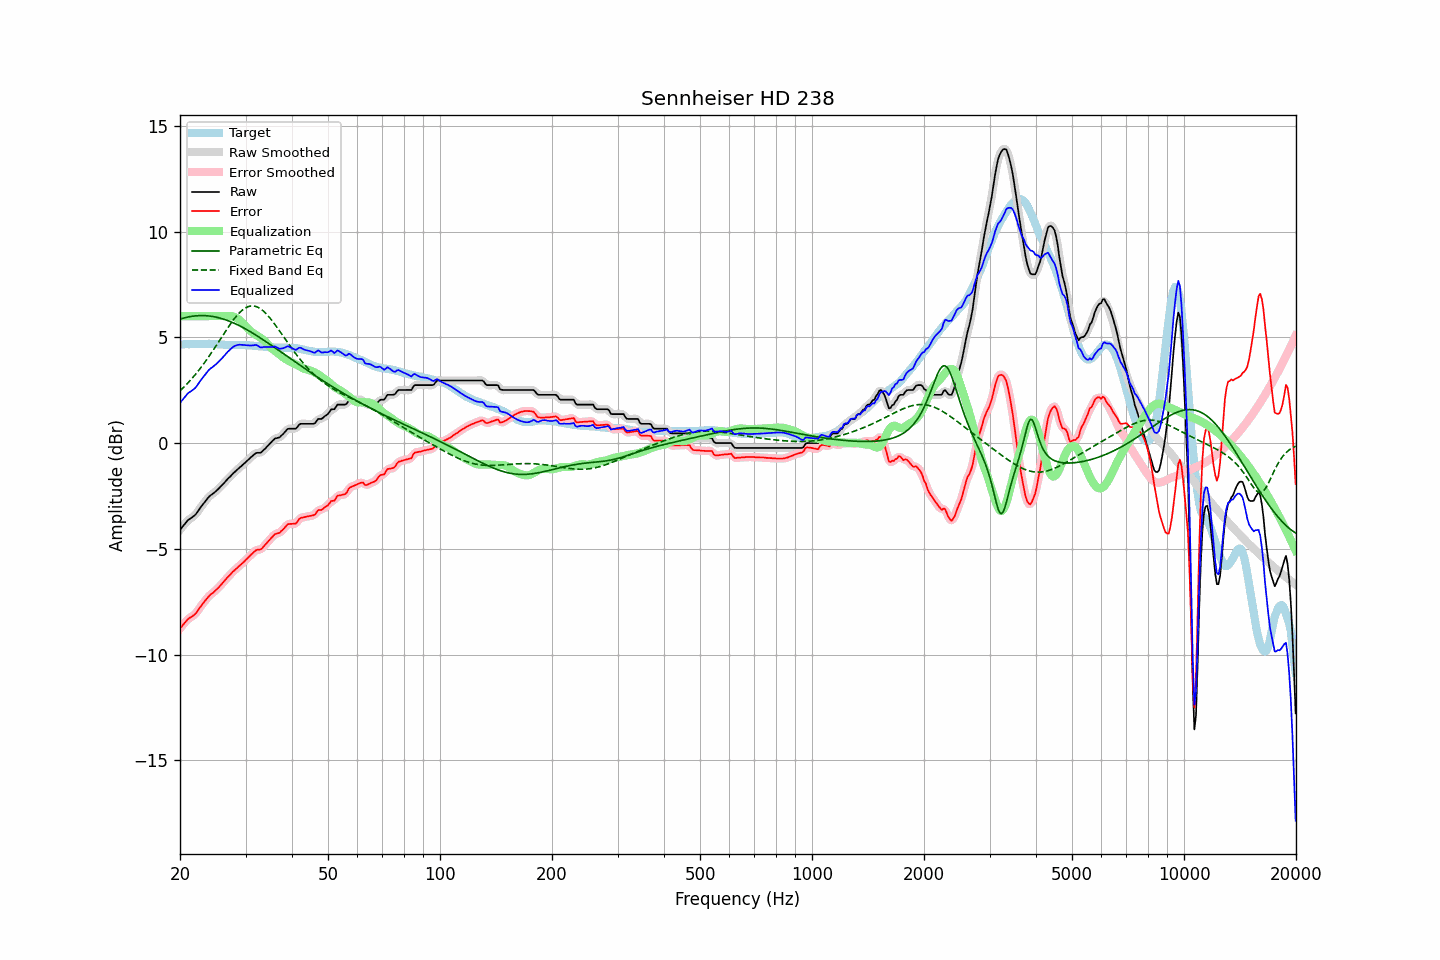 Sennheiser HD 238
Target
Raw Smoothed
Error Smoothed
Raw
Error
Equalization
Parametric Eq
Fixed Band Eq
Equalized
15
10
5
0
−5
−10
−15
Amplitude (dBr)
20 50 100 200 500 1000 2000 5000 10000 20000
Frequency (Hz)